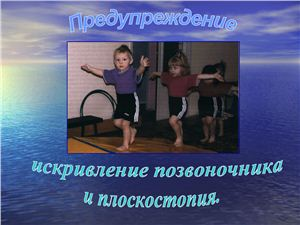 Предупреждение
искривление позвоночника
и плоскостопия.